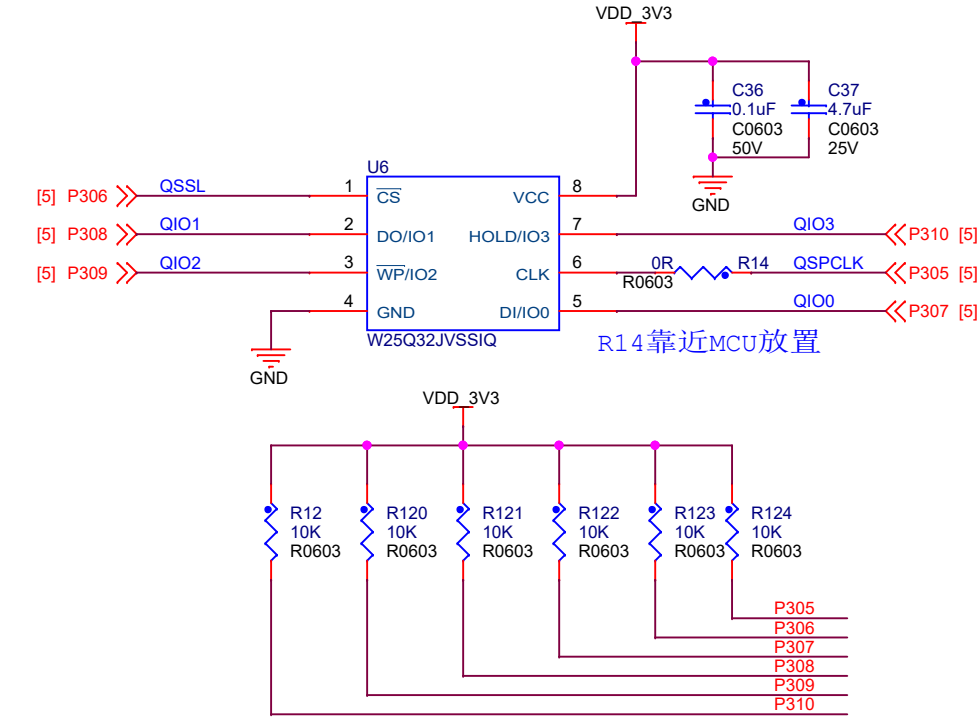 VDD_3V3
C36
0.1uF
C0603
50V
C37
4.7uF
C0603
25V
GND
U6
[5] P306 QSSL 1 CS VCC 8
[5] P308 QIO1 2 DO/IO1 HOLD/IO3 7 QIO3 P310 [5]
[5] P309 QIO2 3 WP/IO2 CLK 6 0R R14 QSPCLK P305 [5]
R0603
4 GND DI/IO0 5 QIO0 P307 [5]
W25Q32JVSSIQ
R14靠近MCU放置
GND
VDD_3V3
R12
10K
R0603
R120
10K
R0603
R121
10K
R0603
R122
10K
R0603
R123
10K
R0603
R124
10K
R0603
P305
P306
P307
P308
P309
P310